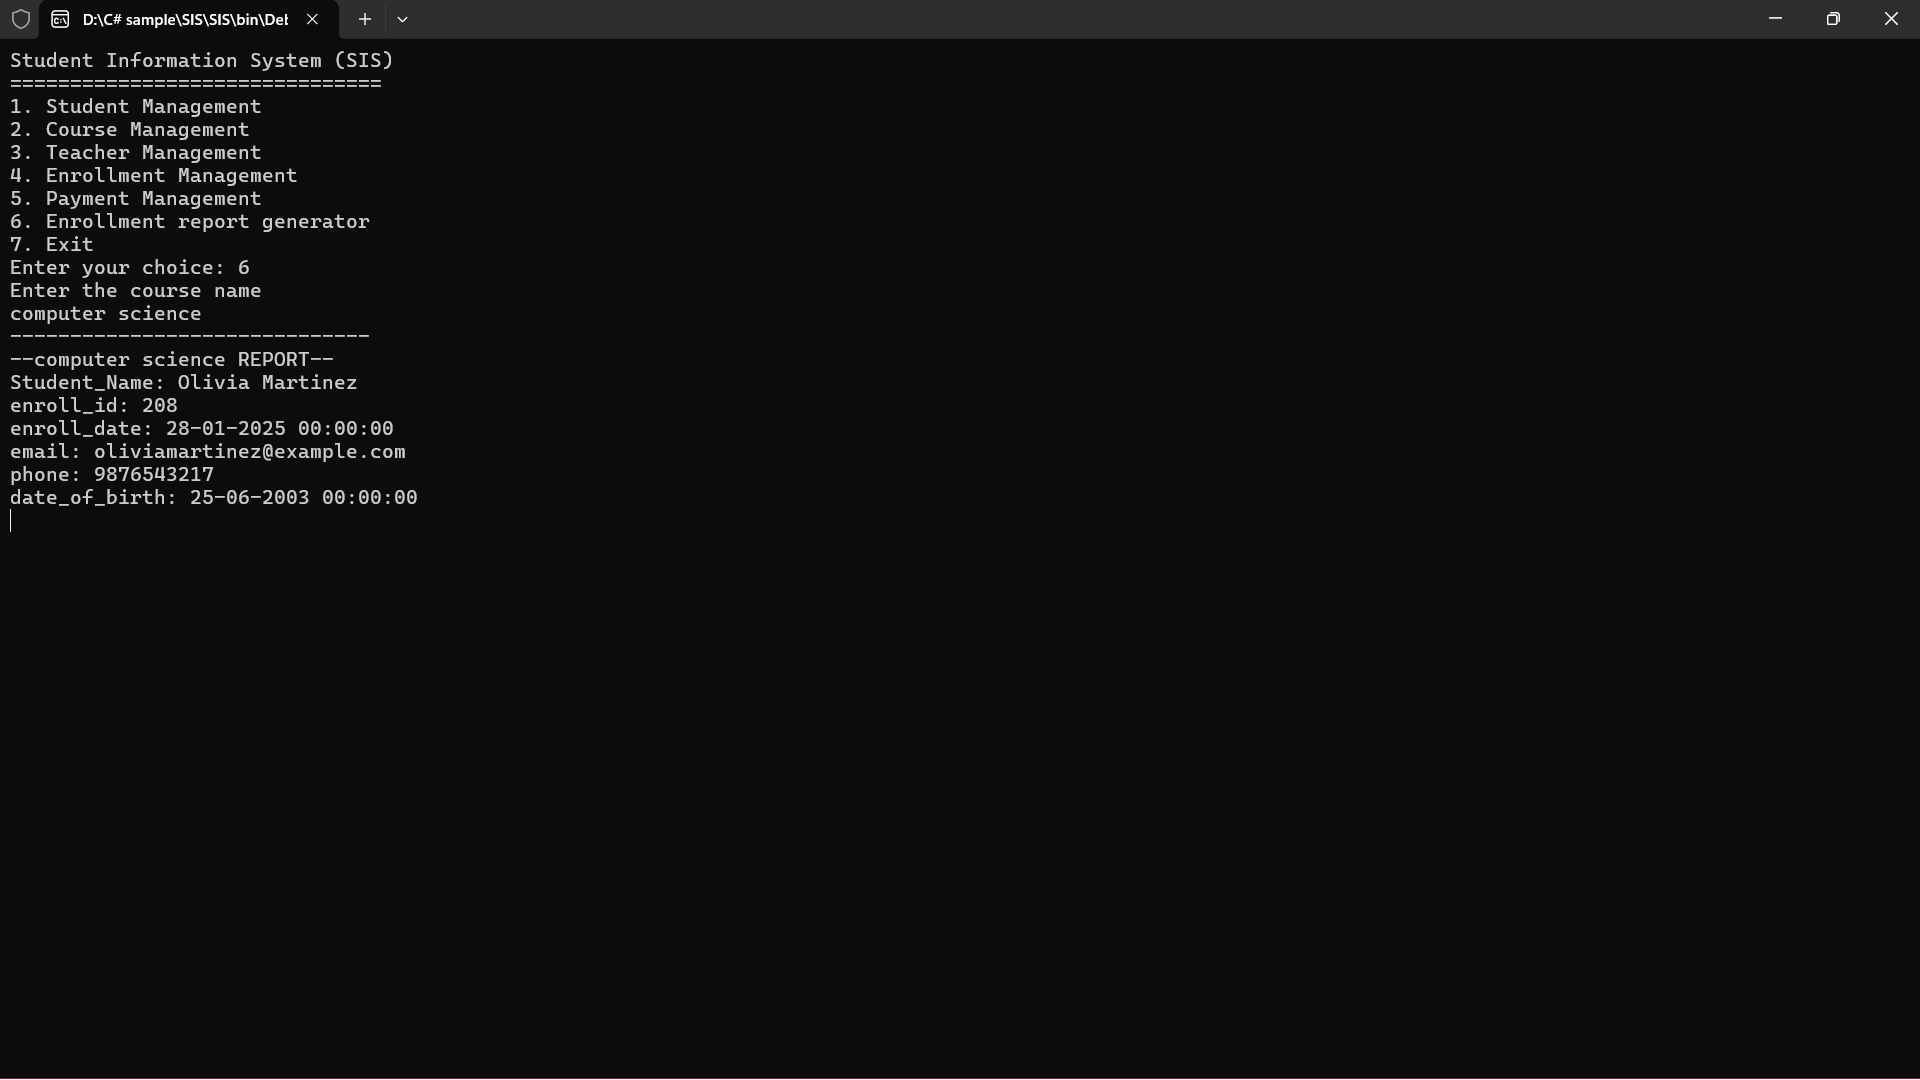 D:\C# sample\SIS\SIS\bin\Del
Student Information System (SIS)
===============================
1. Student Management
2. Course Management
3. Teacher Management
4. Enrollment Management
5. Payment Management
6. Enrollment report generator
7. Exit
Enter your choice: 6
Enter the course name
computer science
------------------------------
--computer science REPORT--
Student_Name: Olivia Martinez
enroll_id: 208
enroll_date: 28-01-2025 00:00:00
email: oliviamartinez@example.com
phone: 9876543217
date_of_birth: 25-06-2003 00:00:00